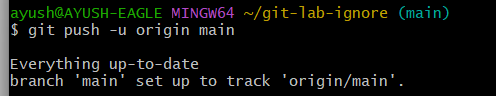 ayush@AYUSH-EAGLE MINGW64 ~/git-lab-ignore (main)
$ git push -u origin main
Everything up-to-date
branch 'main' set up to track 'origin/main'.